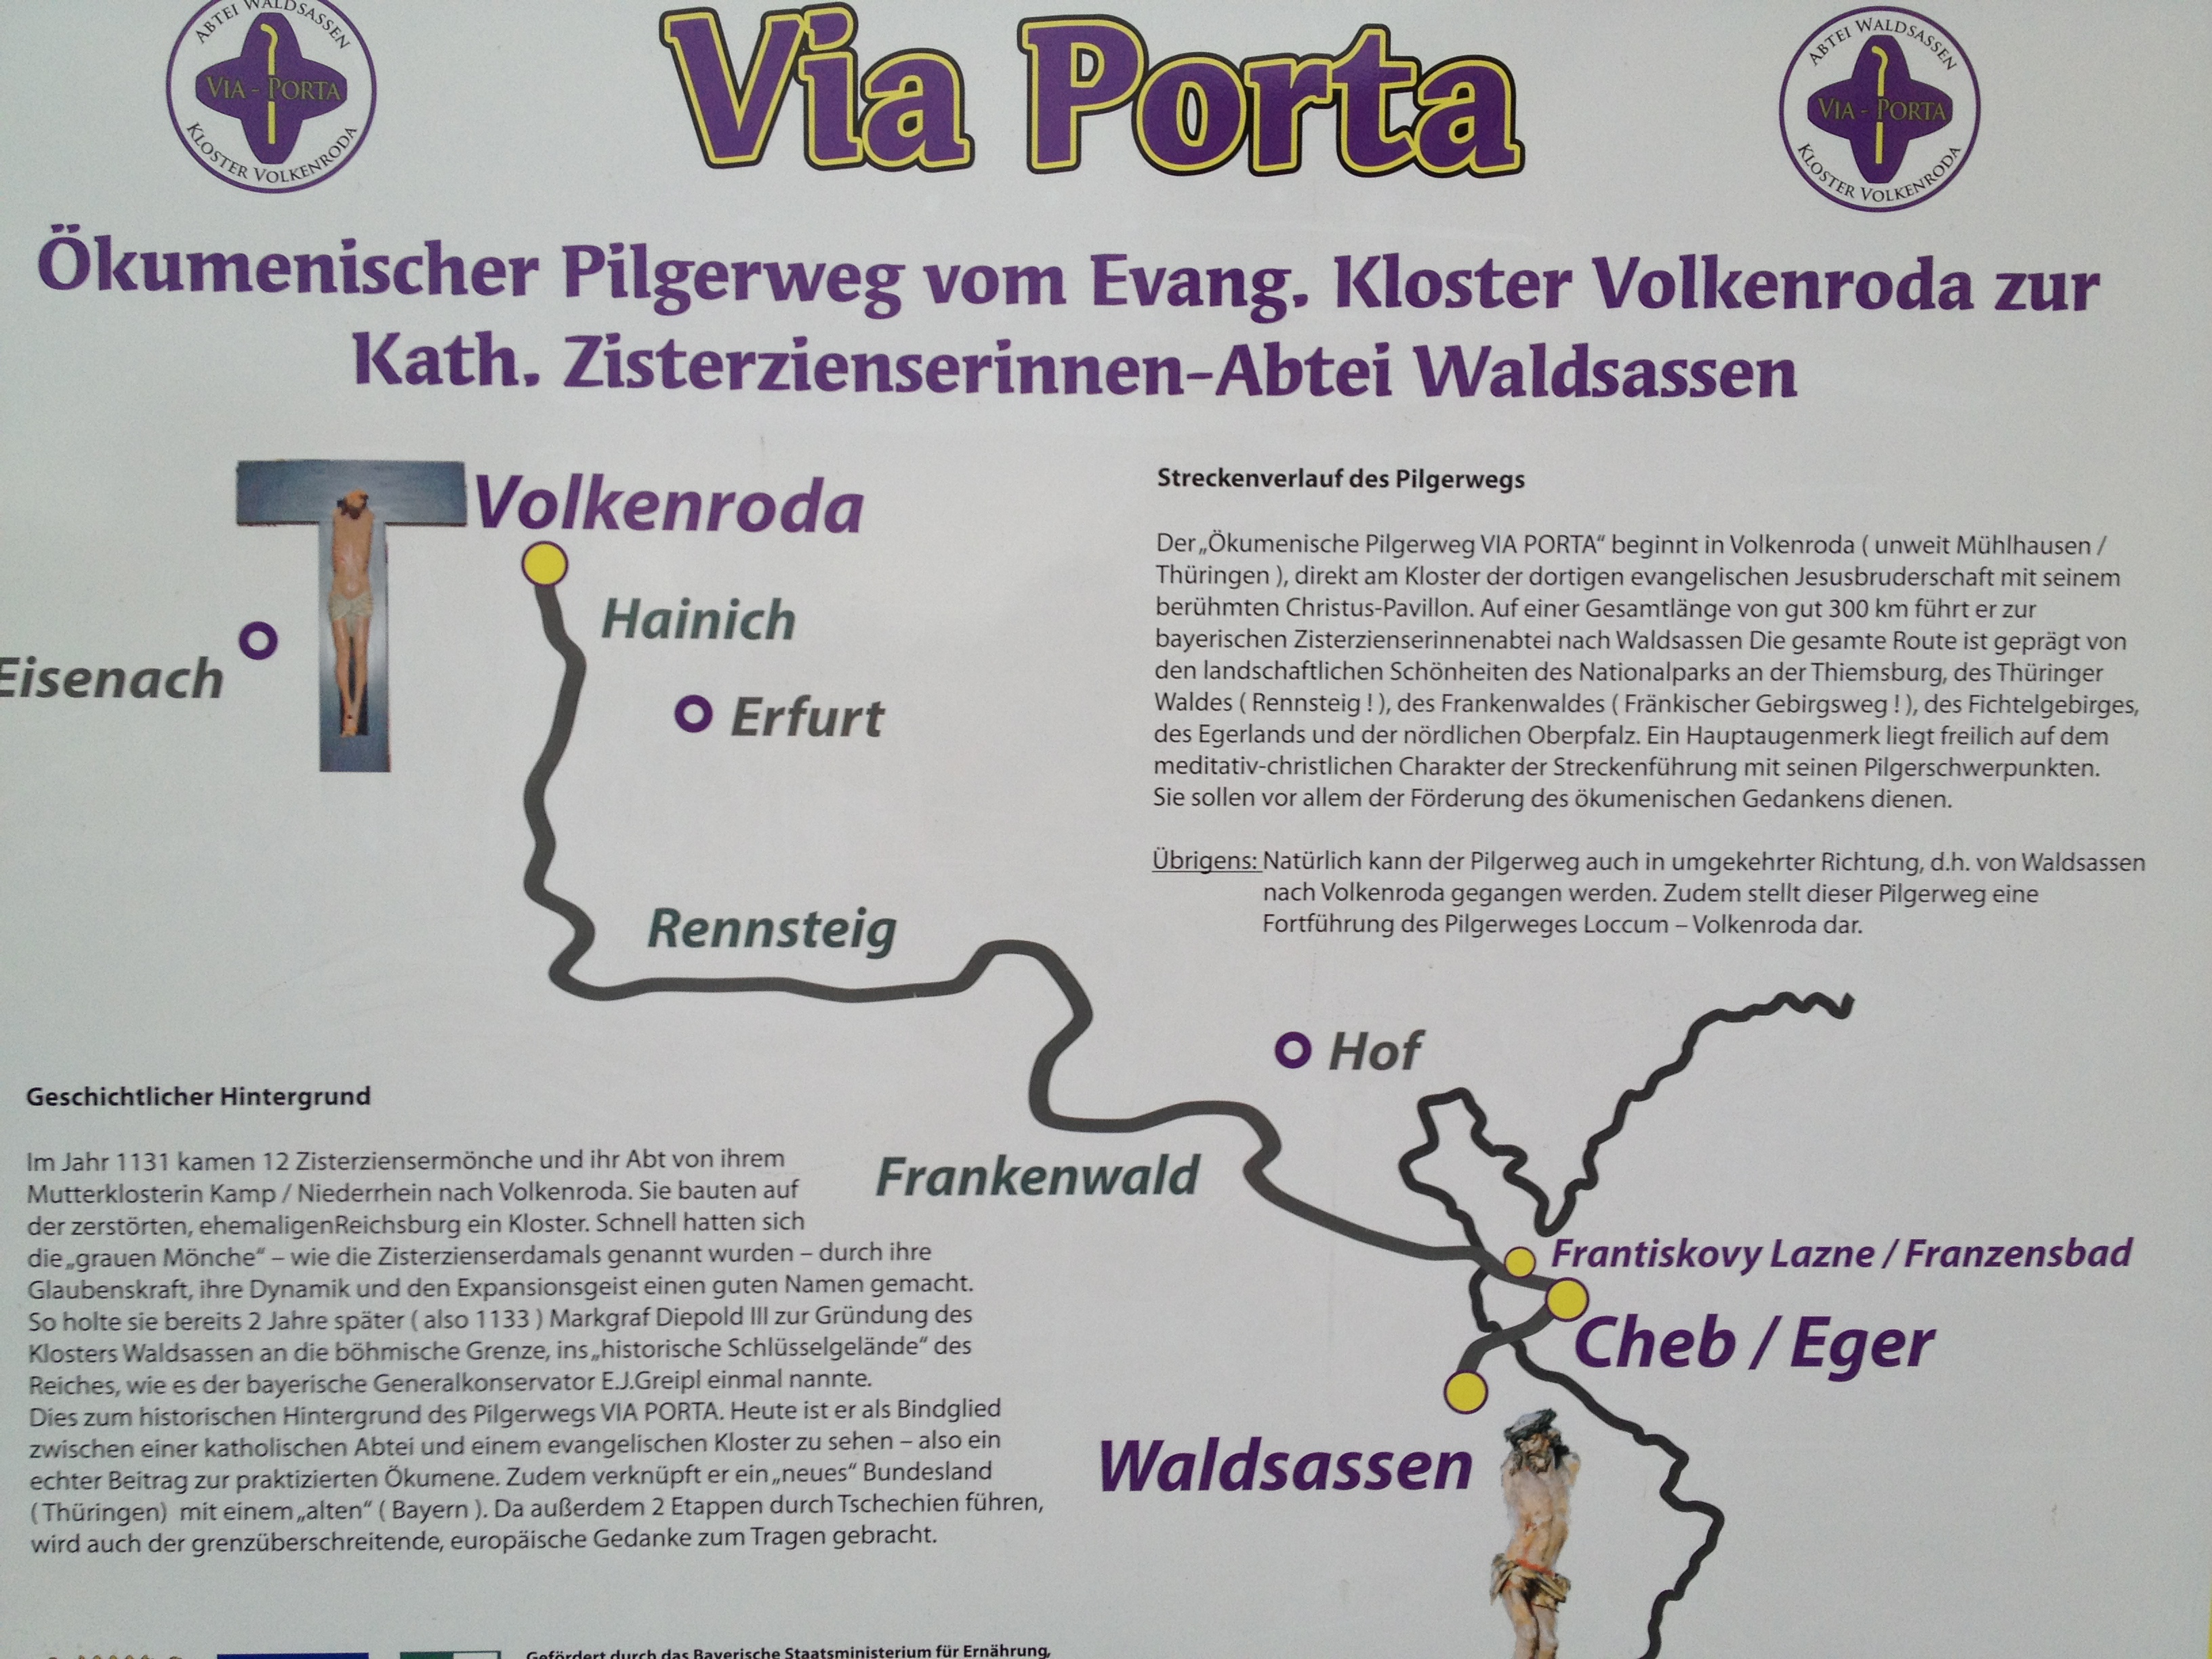 ABTEI WALDSASSEN
VIA - PORTA
KLOSTER VOLKENRODA
Via Porta
ABTEI WALDSASSEN
VIA - PORTA
KLOSTER VOLKENRODA
Ökumenischer Pilgerweg vom Evang. Kloster Volkenroda zur
Kath. Zisterzienserinnen-Abtei Waldsassen
Volkenroda
Hainich
Eisenach
Erfurt
Rennsteig
Streckenverlauf des Pilgerwegs
Der „Ökumenische Pilgerweg VIA PORTA“ beginnt in Volkenroda ( unweit Mühlhausen /
Thüringen ), direkt am Kloster der dortigen evangelischen Jesusbruderschaft mit seinem
berühmten Christus-Pavillon. Auf einer Gesamtlänge von gut 300 km führt er zur
bayerischen Zisterzienserinnenabtei nach Waldsassen Die gesamte Route ist geprägt von
den landschaftlichen Schönheiten des Nationalparks an der Thiemsburg, des Thüringer
Waldes ( Rennsteig ! ), des Frankenwaldes ( Fränkischer Gebirgsweg ! ), des Fichtelgebirges,
des Egerlands und der nördlichen Oberpfalz. Ein Hauptaugenmerk liegt freilich auf dem
meditativ-christlichen Charakter der Streckenführung mit seinen Pilgerschwerpunkten.
Sie sollen vor allem der Förderung des ökumenischen Gedankens dienen.
Übrigens: Natürlich kann der Pilgerweg auch in umgekehrter Richtung, d.h. von Waldsassen
nach Volkenroda gegangen werden. Zudem stellt dieser Pilgerweg eine
Fortführung des Pilgerweges Loccum – Volkenroda dar.
Hof
Frankenwald
Frantiskovy Lazne / Franzensbad
Cheb / Eger
Waldsassen
Geschichtlicher Hintergrund
Im Jahr 1131 kamen 12 Zisterziensermönche und ihr Abt von ihrem
Mutterklosterin Kamp / Niederrhein nach Volkenroda. Sie bauten auf
der zerstörten, ehemaligenReichsburg ein Kloster. Schnell hatten sich
die „grauen Mönche“ – wie die Zisterzienserdamals genannt wurden – durch ihre
Glaubenskraft, ihre Dynamik und den Expansionsgeist einen guten Namen gemacht.
So holte sie bereits 2 Jahre später ( also 1133 ) Markgraf Diepold III zur Gründung des
Klosters Waldsassen an die böhmische Grenze, ins „historische Schlüsselgelände“ des
Reiches, wie es der bayerische Generalkonservator E.J.Greipl einmal nannte.
Dies zum historischen Hintergrund des Pilgerwegs VIA PORTA. Heute ist er als Bindglied
zwischen einer katholischen Abtei und einem evangelischen Kloster zu sehen – also ein
echter Beitrag zur praktizierten Ökumene. Zudem verknüpft er ein „neues“ Bundesland
( Thüringen) mit einem „alten“ ( Bayern ). Da außerdem 2 Etappen durch Tschechien führen,
wird auch der grenzüberschreitende, europäische Gedanke zum Tragen gebracht.
Gefördert durch das Bayerische Staatsministerium für Ernährung,